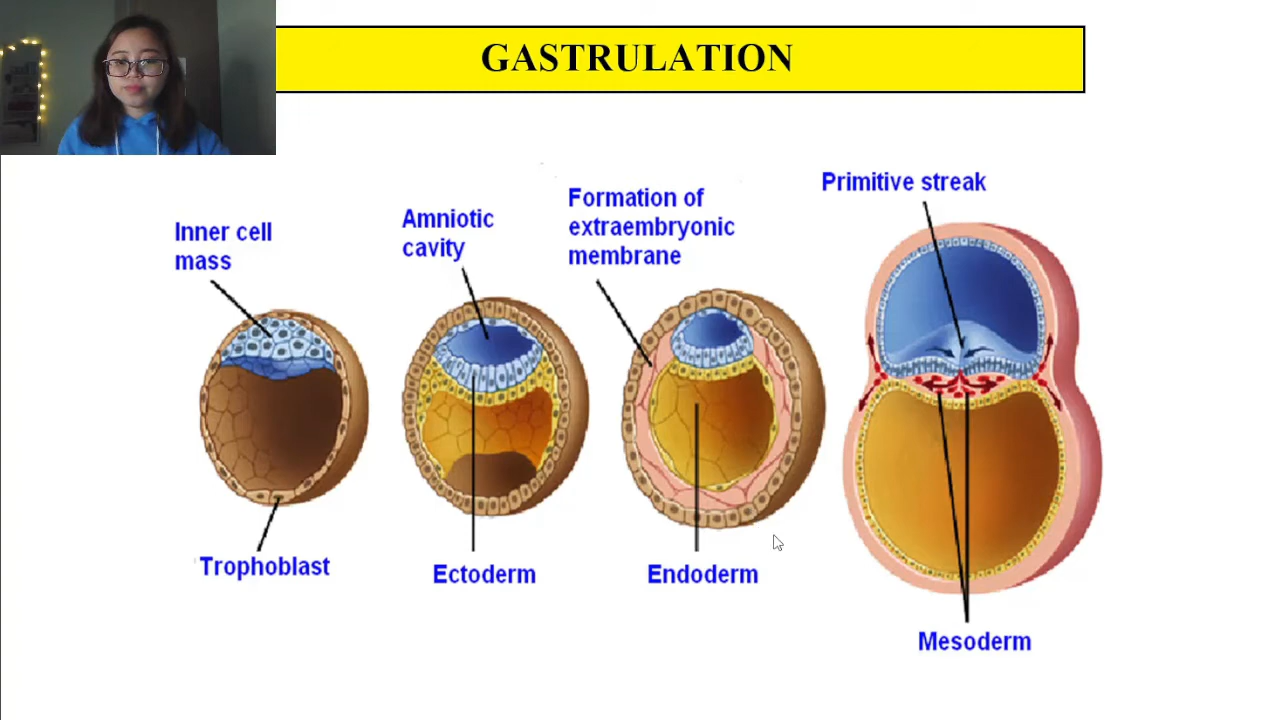 GASTRULATION
Primitive streak
Formation of
extraembryonic
membrane
Amniotic
cavity
Inner cell
mass
Trophoblast
Ectoderm
Endoderm
Mesoderm